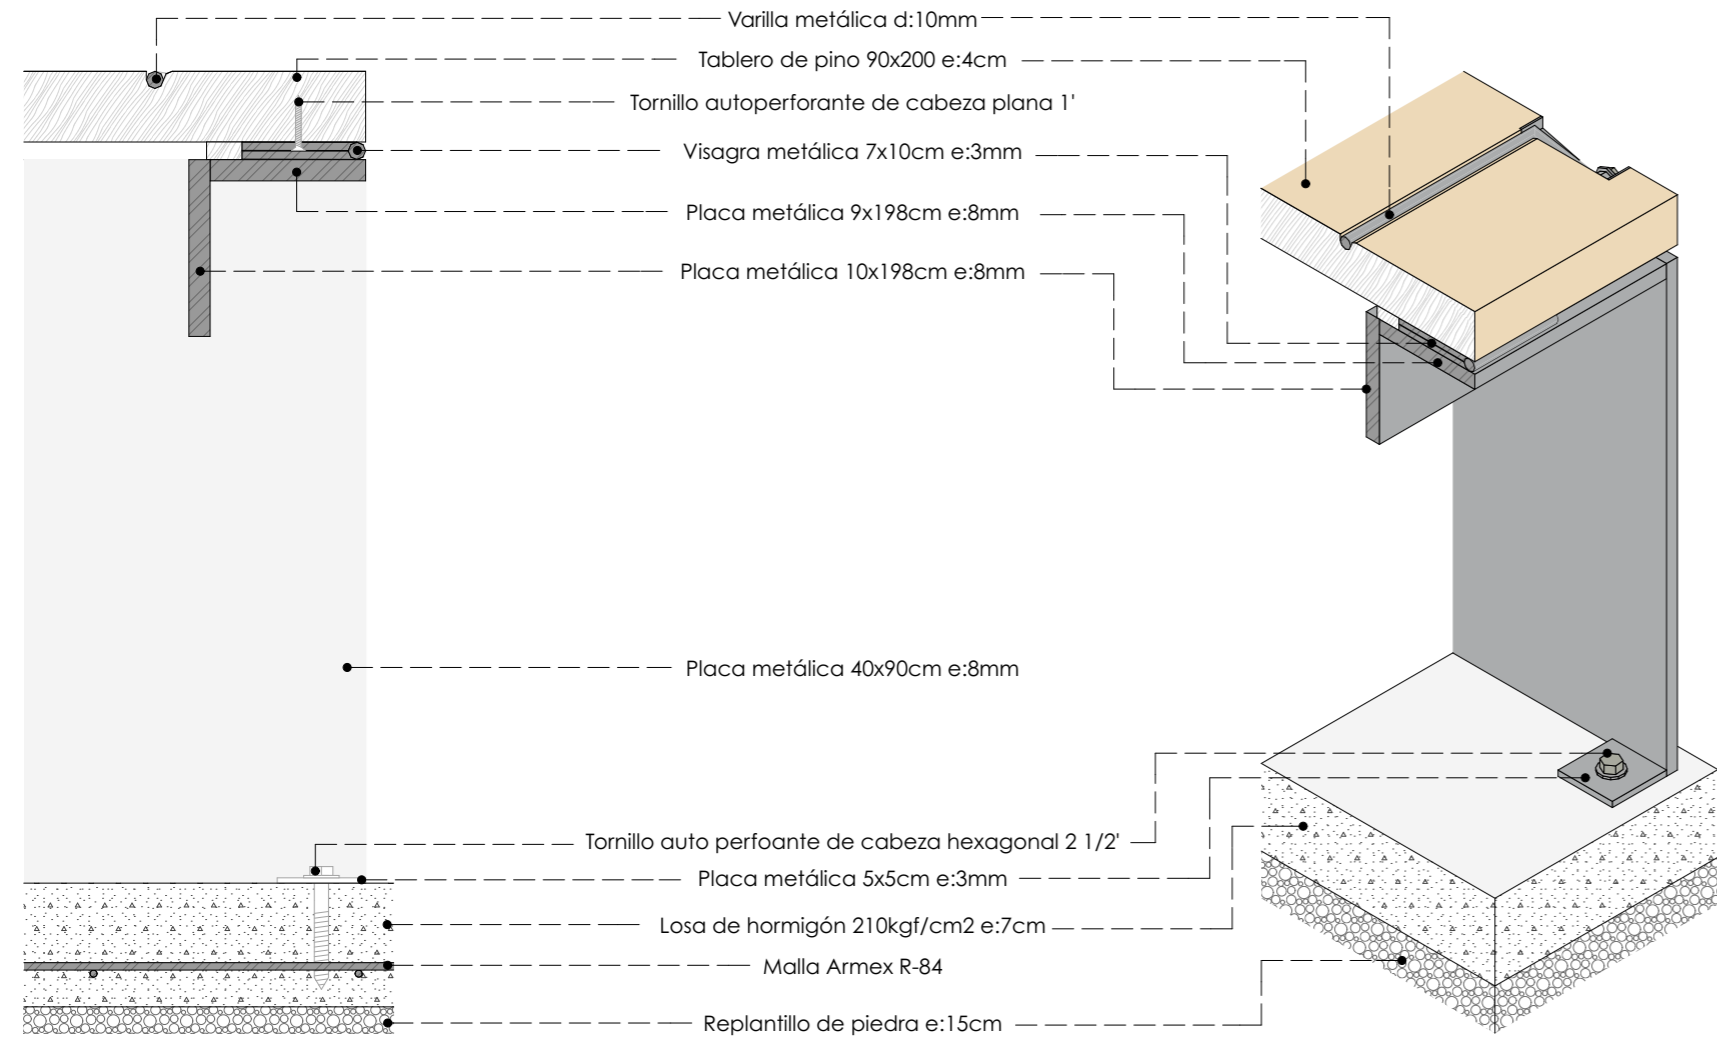 Varilla metálica d:10mm
Tablero de pino 90x200 e:4cm
Tornillo autoperforante de cabeza plana 1'
Visagra metálica 7x10cm e:3mm
Placa metálica 9x198cm e:8mm
Placa metálica 10x198cm e:8mm
Placa metálica 40x90cm e:8mm
Tornillo auto perfoante de cabeza hexagonal 2 1/2'
Placa metálica 5x5cm e:3mm
Losa de hormigón 210kgf/cm2 e:7cm
Malla Armex R-84
Replantillo de piedra e:15cm